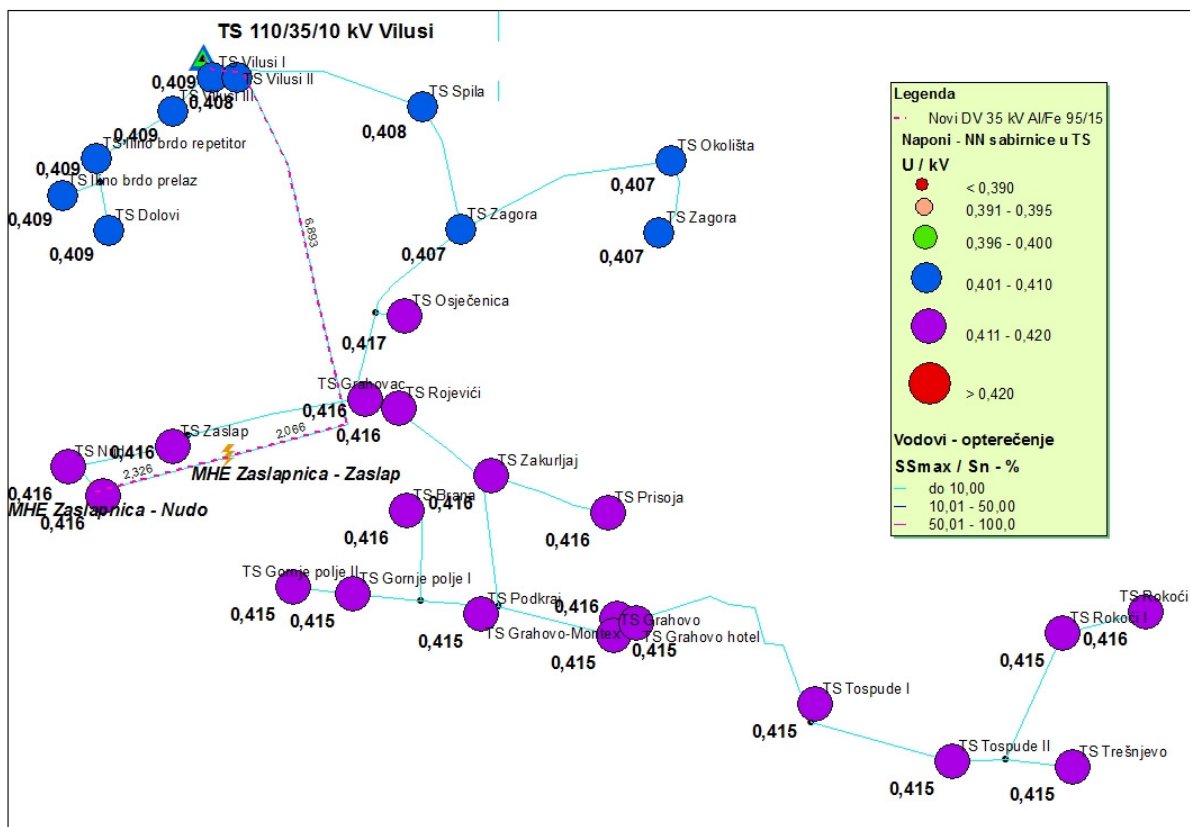 TS 110/35/10 kV Vilusi
TS Vilusi I
TS Vilusi II
0,409
0,408
TS Vilusi III
0,409
TS Ilino brdo repetitor
0,409
TS Ilino brdo prelaz
0,409
TS Dolovi
0,409
TS Spila
0,408
TS Okolišta
0,407
TS Zagora
0,407
TS Zagora
0,407
6,893
TS Osječenica
0,417
TS Grahovac
0,416
TS Rojevići
0,416
TS Zaslap
0,416
2,066
2,326
MHE Zaslapnica - Zaslap
0,416
MHE Zaslapnica - Nudo
0,416
TS Zakurljaj
0,416
TS Brana
0,416
TS Prisoja
0,416
TS Gornje polje II
0,415
TS Gornje polje I
0,415
TS Podkraj
0,415
0,416
TS Grahovo
TS Grahovo-Montex
TS Grahovo hotel
0,415
0,415
TS Tospude I
0,415
TS Tospude II
0,415
TS Trešnjevo
0,415
TS Rokoči I
0,415
TS Rokoči
0,416
Legenda
Novi DV 35 kV Al/Fe 95/15
Naponi - NN sabirnice u TS
U / kV
< 0,390
0,391 - 0,395
0,396 - 0,400
0,401 - 0,410
0,411 - 0,420
> 0,420
Vodovi - opterečenje
SSmax / Sn - %
do 10,00
10,01 - 50,00
50,01 - 100,0